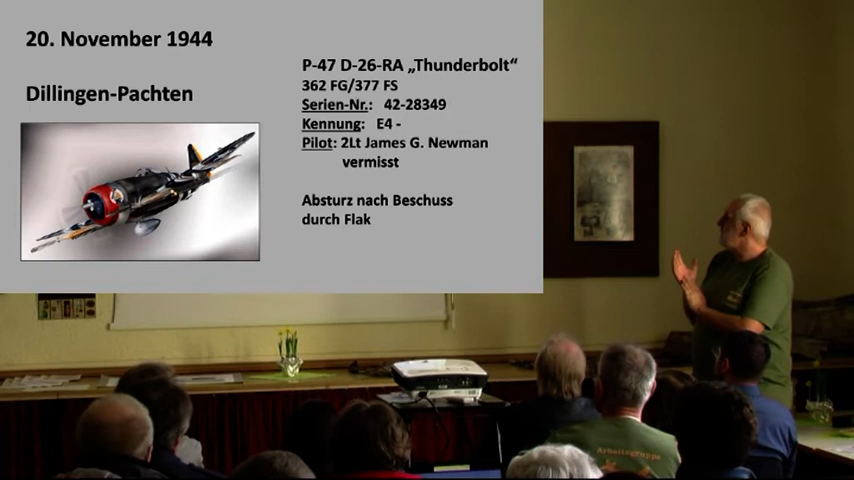 20. November 1944
Dillingen-Pachten
P-47 D-26-RA „Thunderbolt“
362 FG/377 FS
Serien-Nr.: 42-28349
Kennung: E4 -
Pilot: 2Lt James G. Newman
vermisst
Absturz nach Beschuss
durch Flak
Arbeitsgruppe